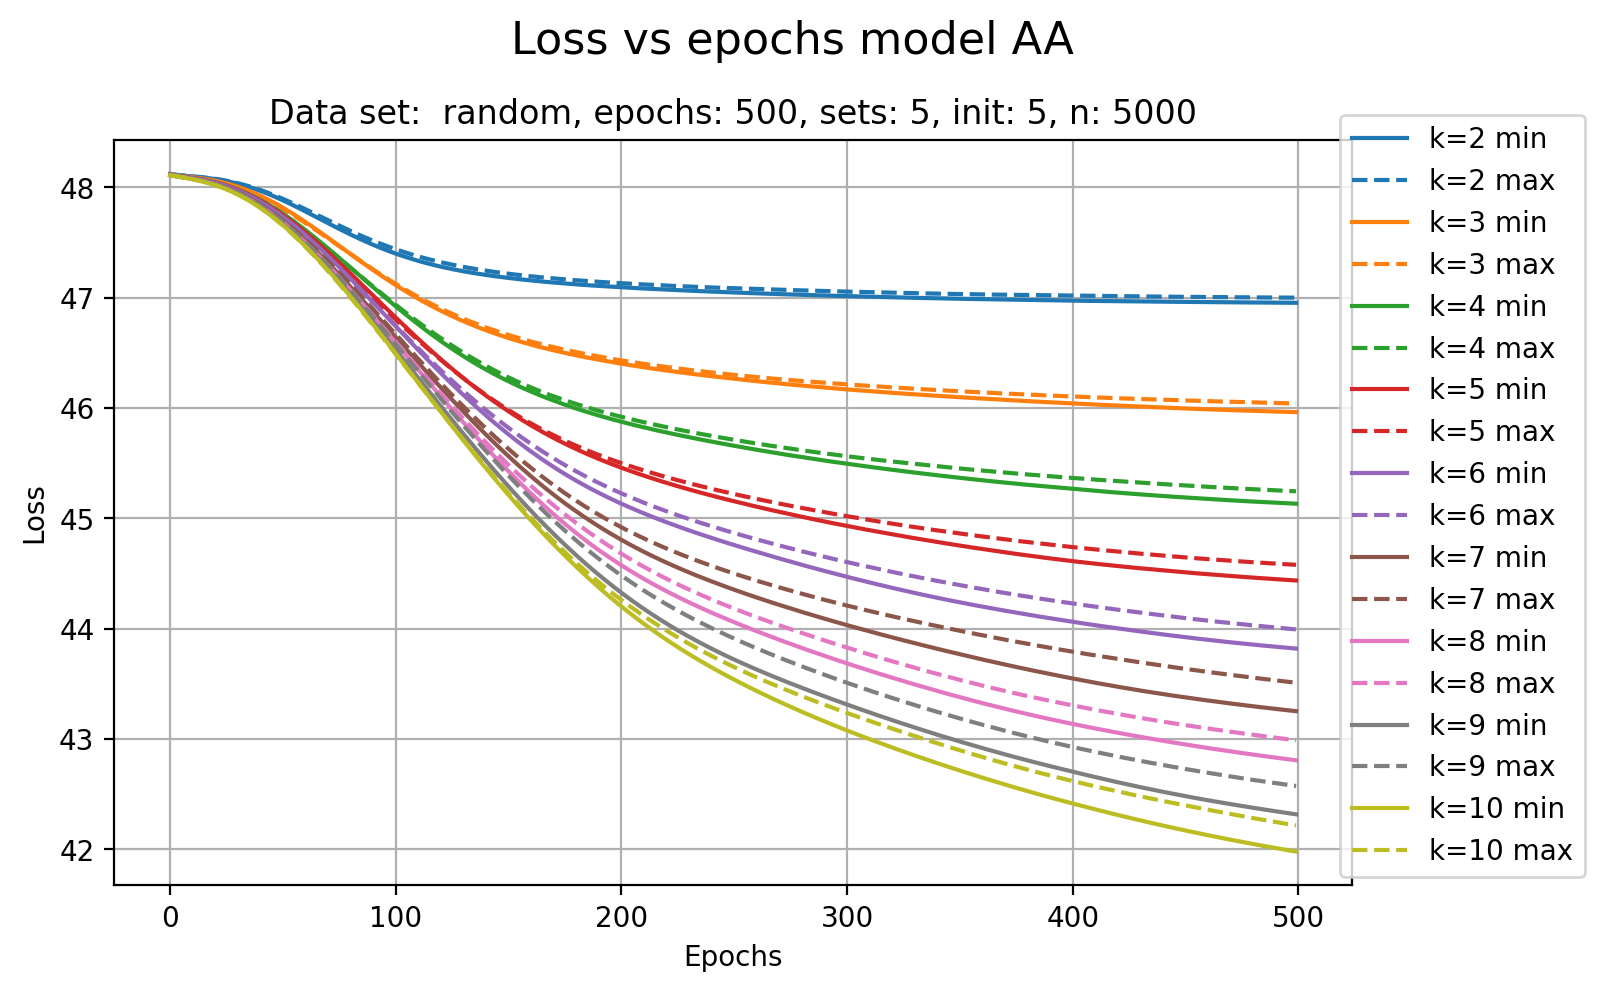 Loss vs epochs model AA
Data set:  random, epochs: 500, sets: 5, init: 5, n: 5000
Loss
48
47
46
45
44
43
42
0 100 200 300 400 500
Epochs
k=2 min
k=2 max
k=3 min
k=3 max
k=4 min
k=4 max
k=5 min
k=5 max
k=6 min
k=6 max
k=7 min
k=7 max
k=8 min
k=8 max
k=9 min
k=9 max
k=10 min
k=10 max